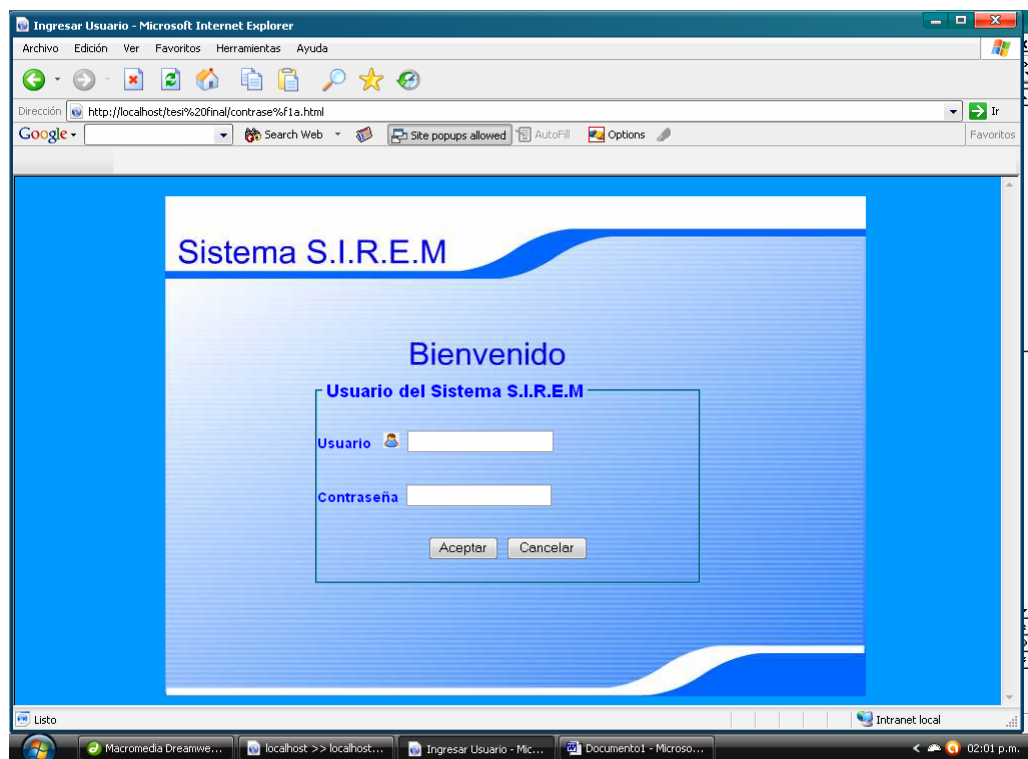 Ingresar Usuario - Microsoft Internet Explorer
Archivo Edición Ver Favoritos Herramientas Ayuda
Dirección http://localhost/tesi%20final/contrase%f1a.html Ir
Google Search Web Site popups allowed AutoFill Options Favoritos
Sistema S.I.R.E.M
Bienvenido
Usuario del Sistema S.I.R.E.M
Usuario
Contraseña
Aceptar Cancelar
Listo Intranet local
Macromedia Dreamwe... localhost >> localhost... Ingresar Usuario - Mic... Documento1 - Microso... 02:01 p.m.